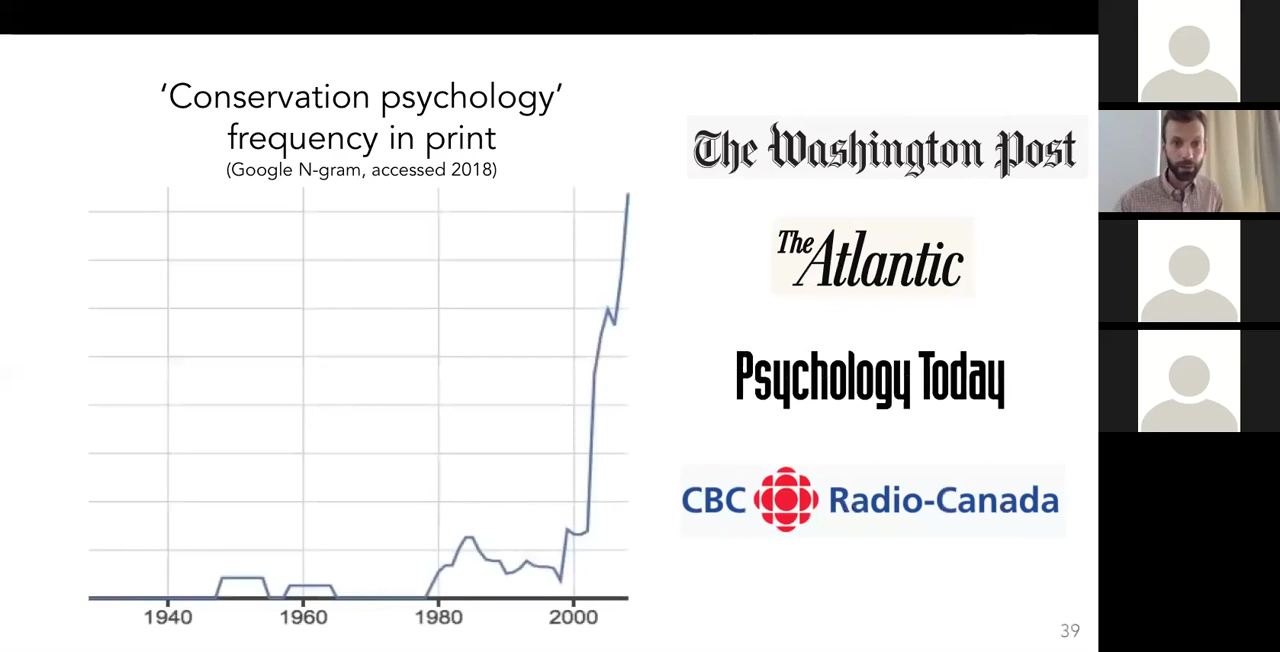 ‘Conservation psychology’
frequency in print
(Google N-gram, accessed 2018)
1940 1960 1980 2000
The Washington Post
The Atlantic
Psychology Today
CBC Radio-Canada
39